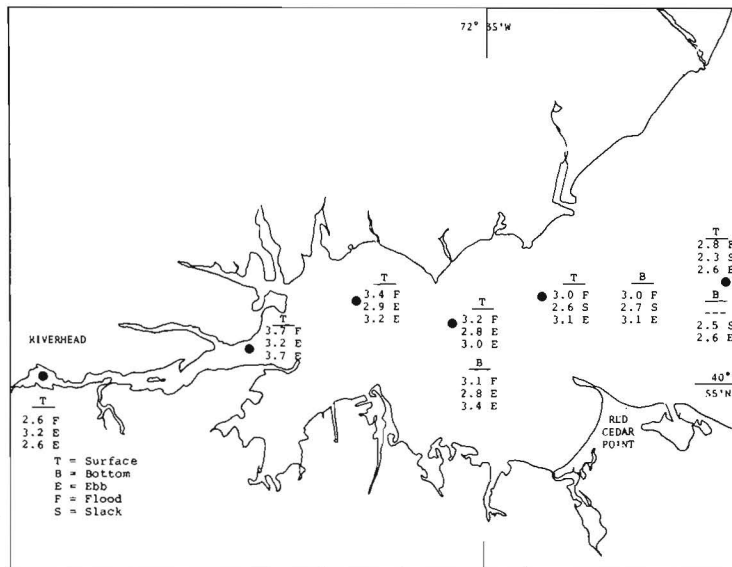 72° 35'W
T
2.8 F
2.3 S
2.6 E
B
---
2.5 S
2.6 E
T
3.4 F
2.9 E
3.2 E
T
3.2 F
2.8 E
3.0 E
B
3.1 F
2.8 E
3.4 E
T
3.0 F
2.6 S
3.1 E
B
3.0 F
2.7 S
3.1 E
T
3.7 F
3.2 E
3.7 E
RIVERHEAD
T
2.6 F
3.2 E
2.6 E
40°
55'N
RED
CEDAR
POINT
T = Surface
B = Bottom
E = Ebb
F = Flood
S = Slack